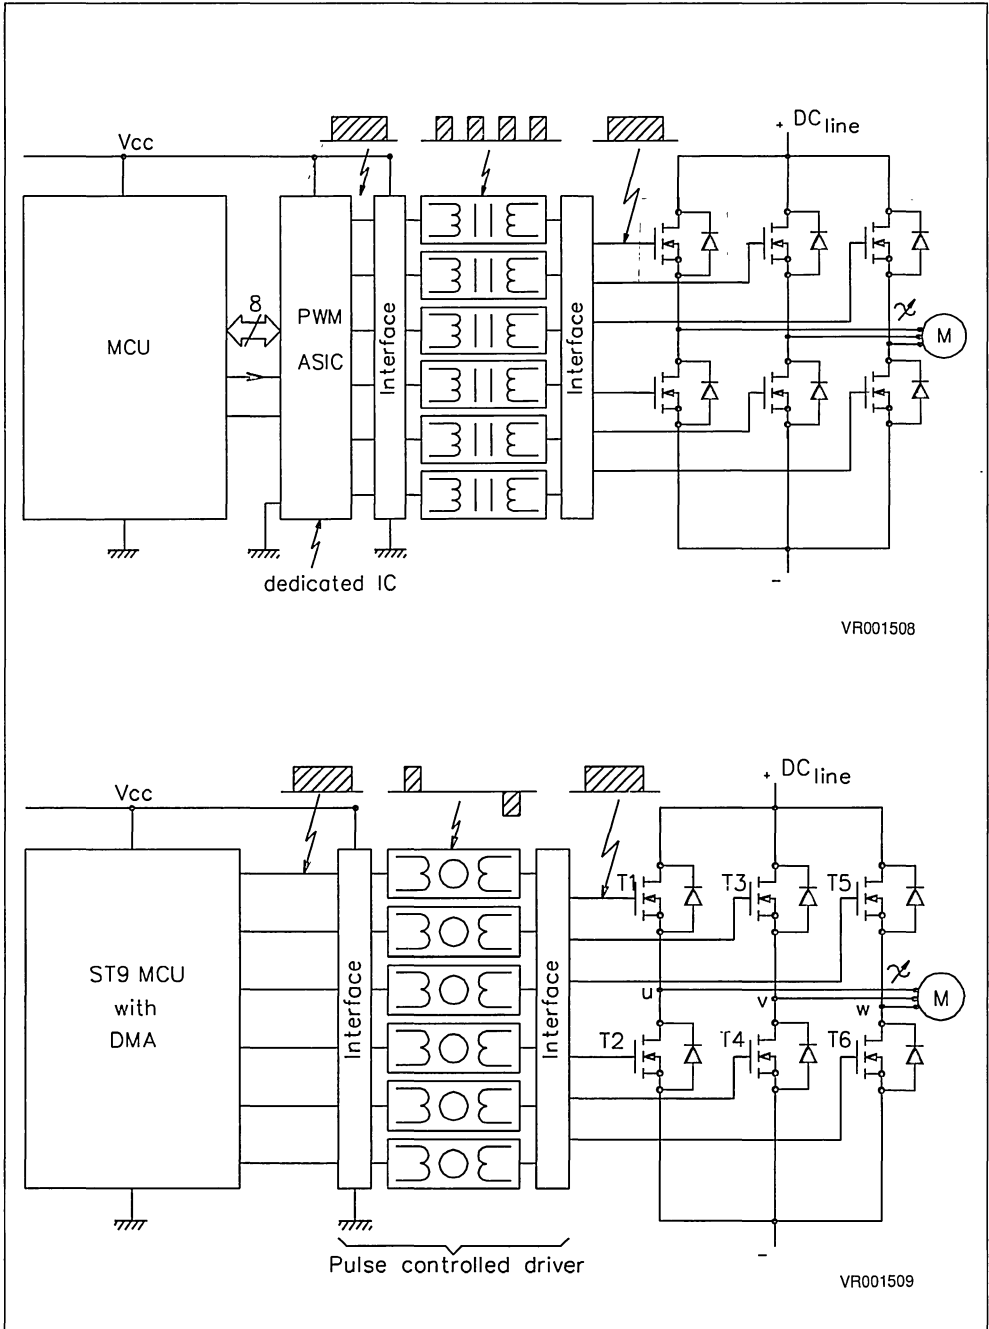 + DC line
Vcc
MCU
8
PWM
ASIC
Interface
Interface
M
dedicated IC
-
VR001508
+ DC line
Vcc
ST9 MCU
with
DMA
Interface
Interface
T1
T3
T5
u
v
w
M
T2
T4
T6
-
Pulse controlled driver
VR001509